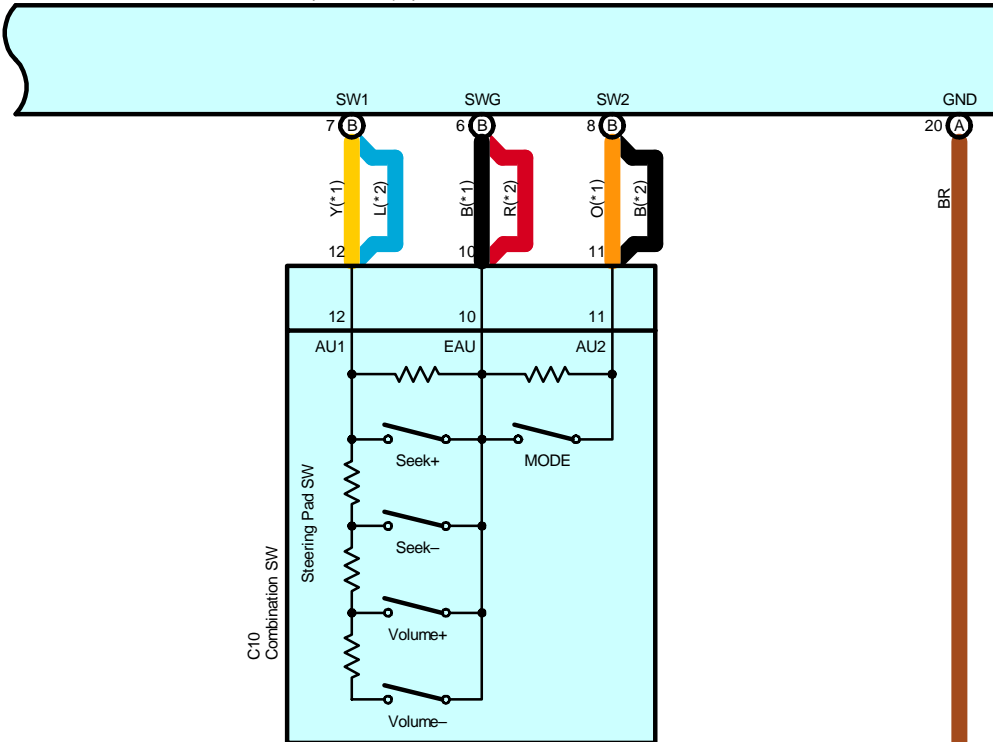 SW1 SWG SW2 GND
7 B 6 B 8 B 20 A
Y(*1) L(*2) B(*1) R(*2) O(*1) B(*2) BR
12 10 11
12 10 11
AU1 EAU AU2
Seek+ MODE
Seek–
Volume+
Volume–
Steering Pad SW
C10
Combination SW